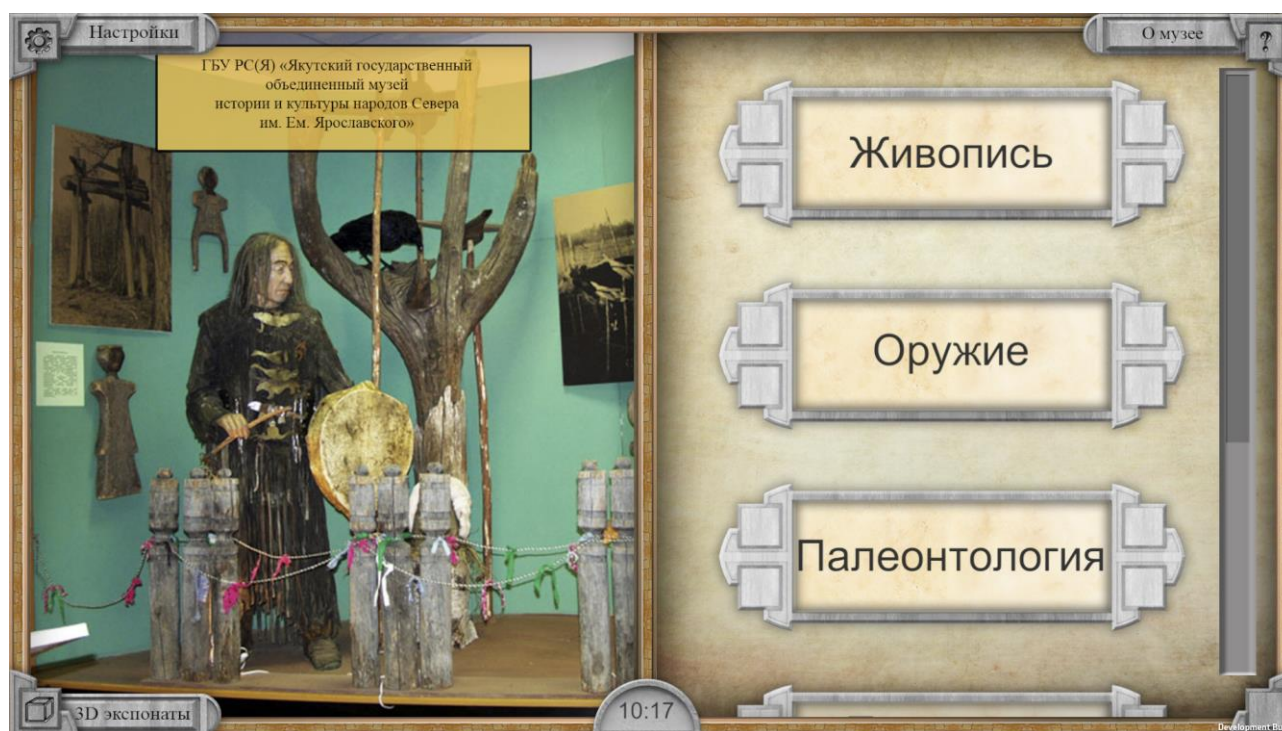 Настройки
О музее
?
ГБУ РС(Я) «Якутский государственный
объединенный музей
истории и культуры народов Севера
им. Ем. Ярославского»
Живопись
Оружие
Палеонтология
3D экспонаты
10:17
Development